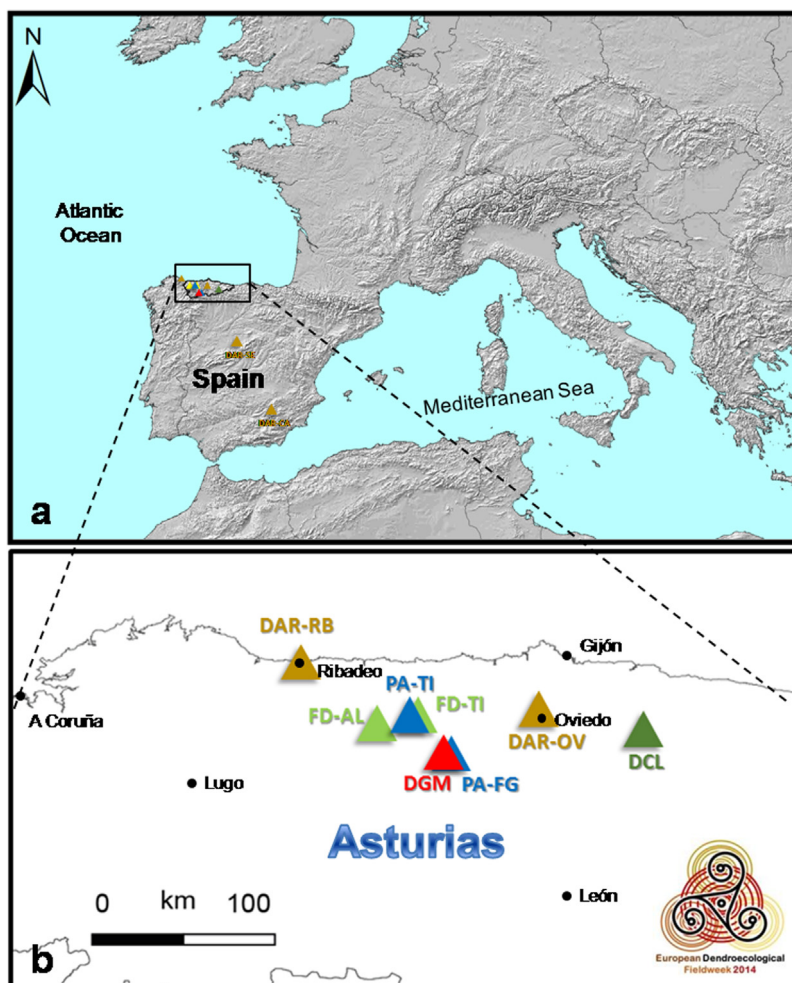 N
Atlantic
Ocean
Spain
Mediterranean Sea
a
DAR-RB
Gijón
Ribadeo
PA-TI
FD-TI
FD-AL
A Coruña
Oviedo
DAR-OV
DCL
DGM
PA-FG
Lugo
Asturias
0 km 100
León
b
European Dendroecological
Fieldweek 2014